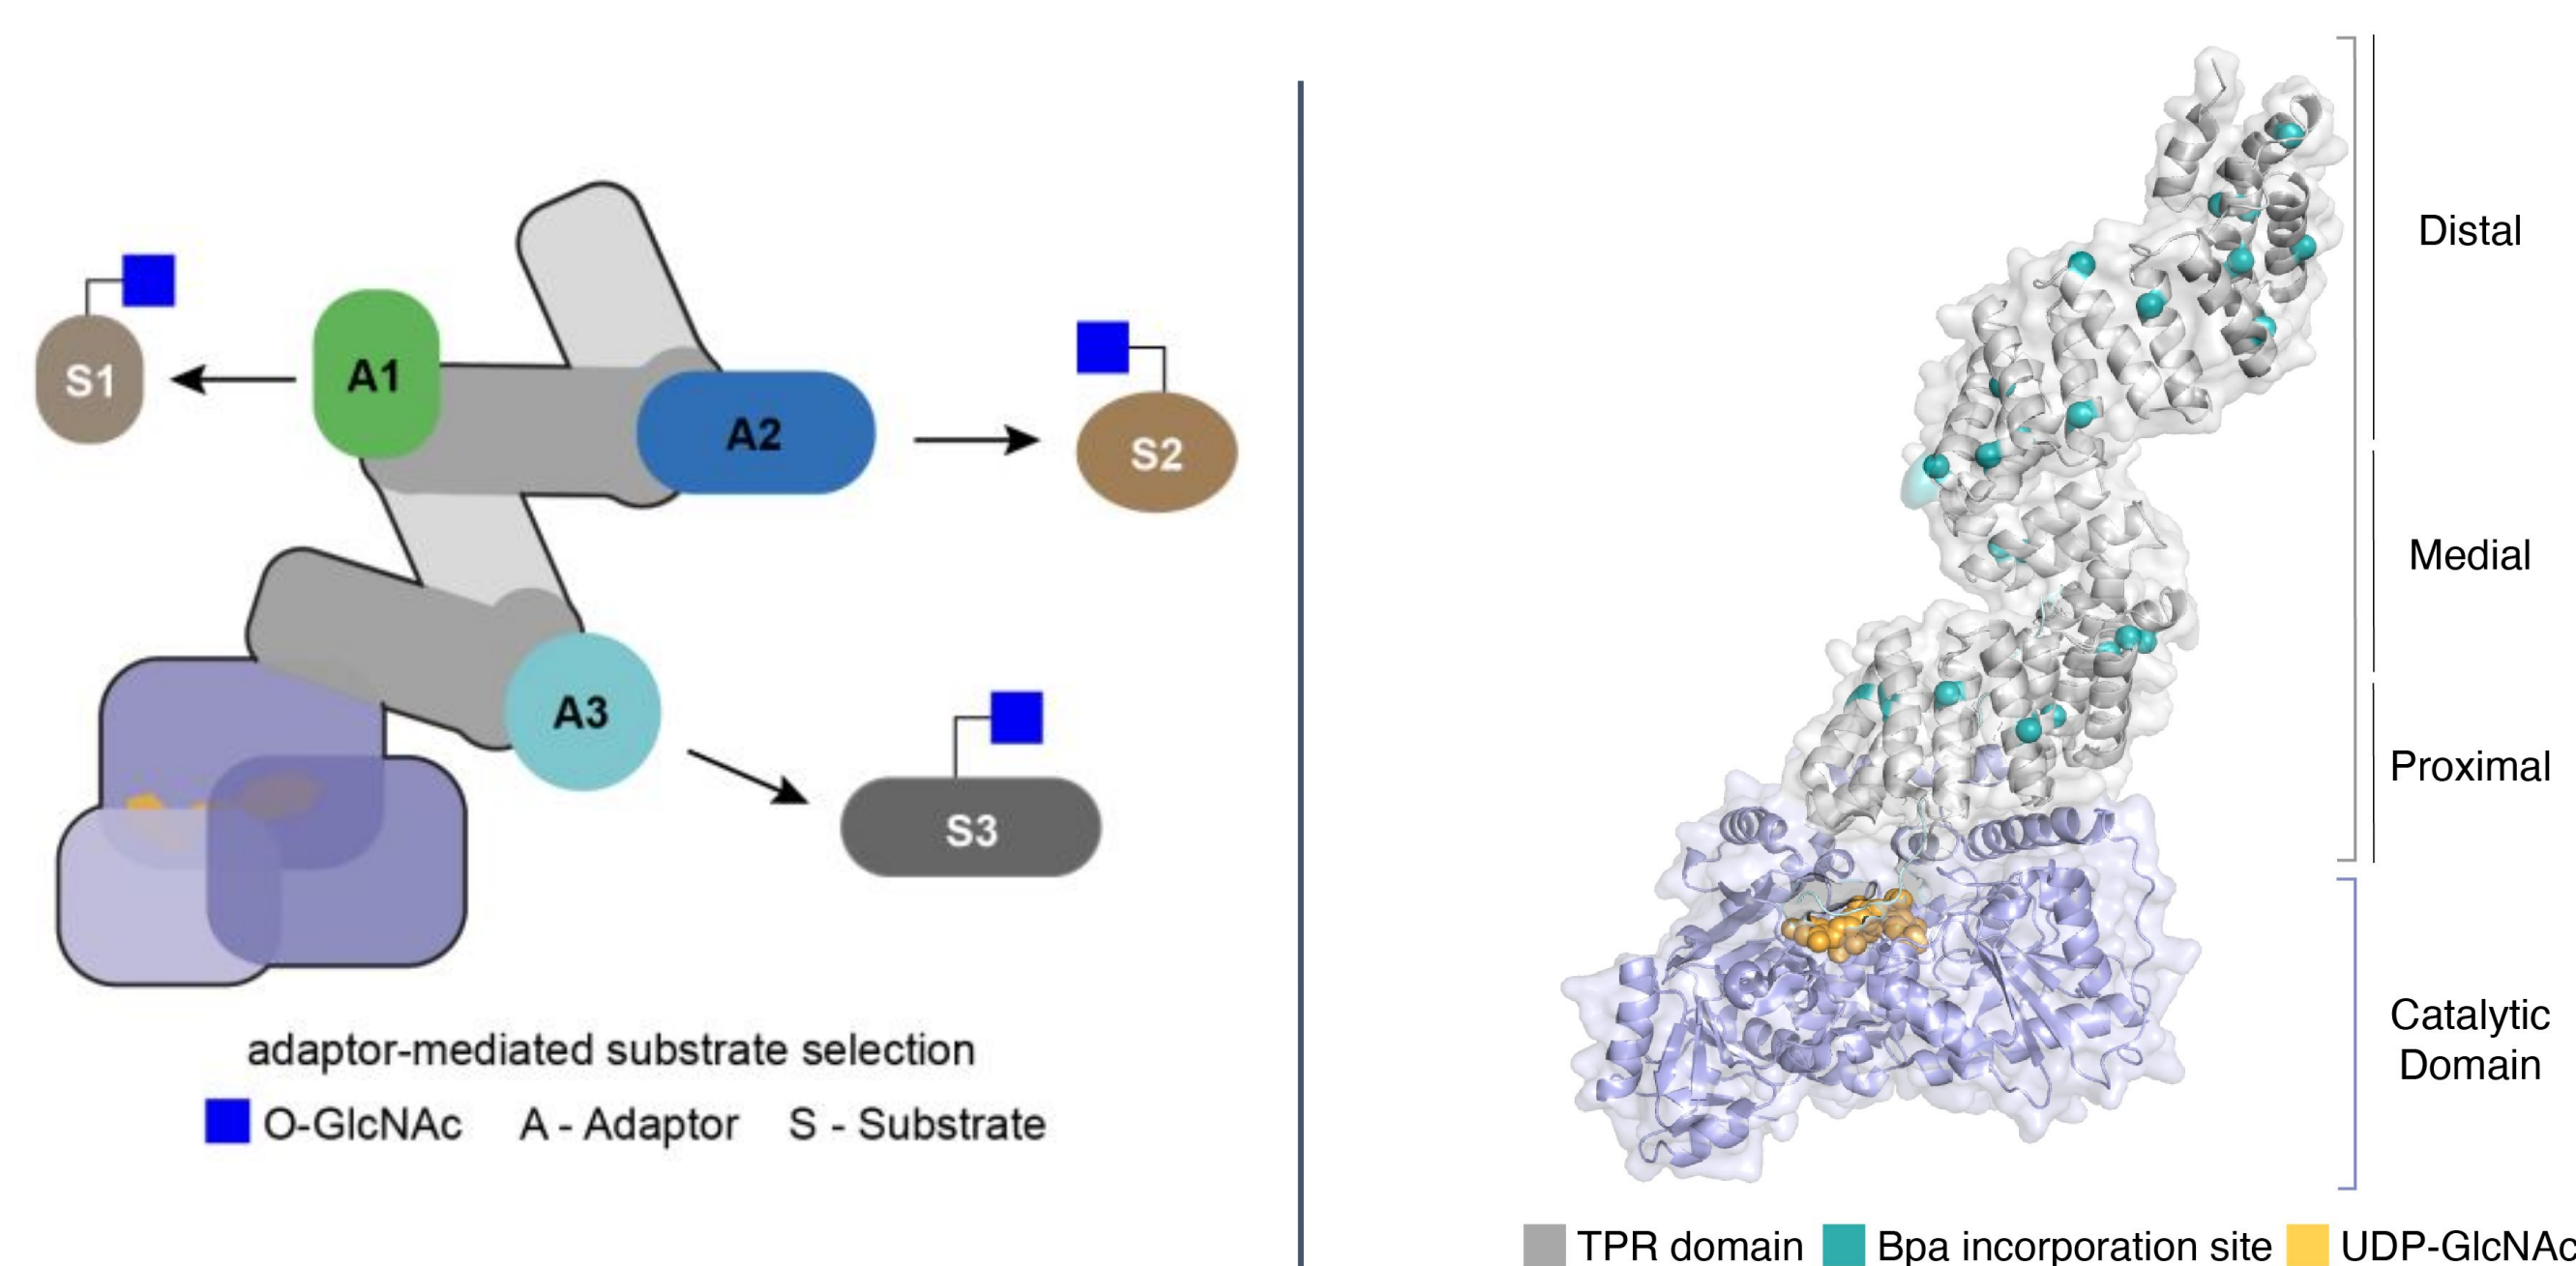 S1
A1
A2
S2
A3
S3
adaptor-mediated substrate selection
O-GlcNAc A - Adaptor S - Substrate
Distal
Medial
Proximal
Catalytic
Domain
TPR domain Bpa incorporation site UDP-GlcNAc